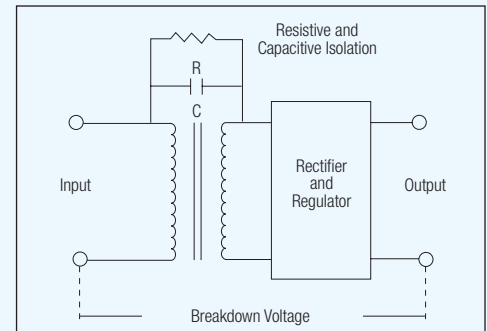 Resistive and
Capacitive Isolation
R
C
Input
Rectifier
and
Regulator
Output
Breakdown Voltage